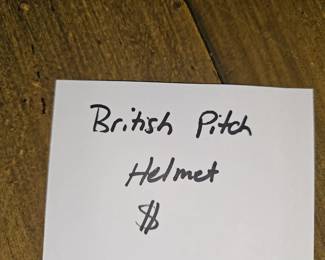 British Pitch
Helmet
$